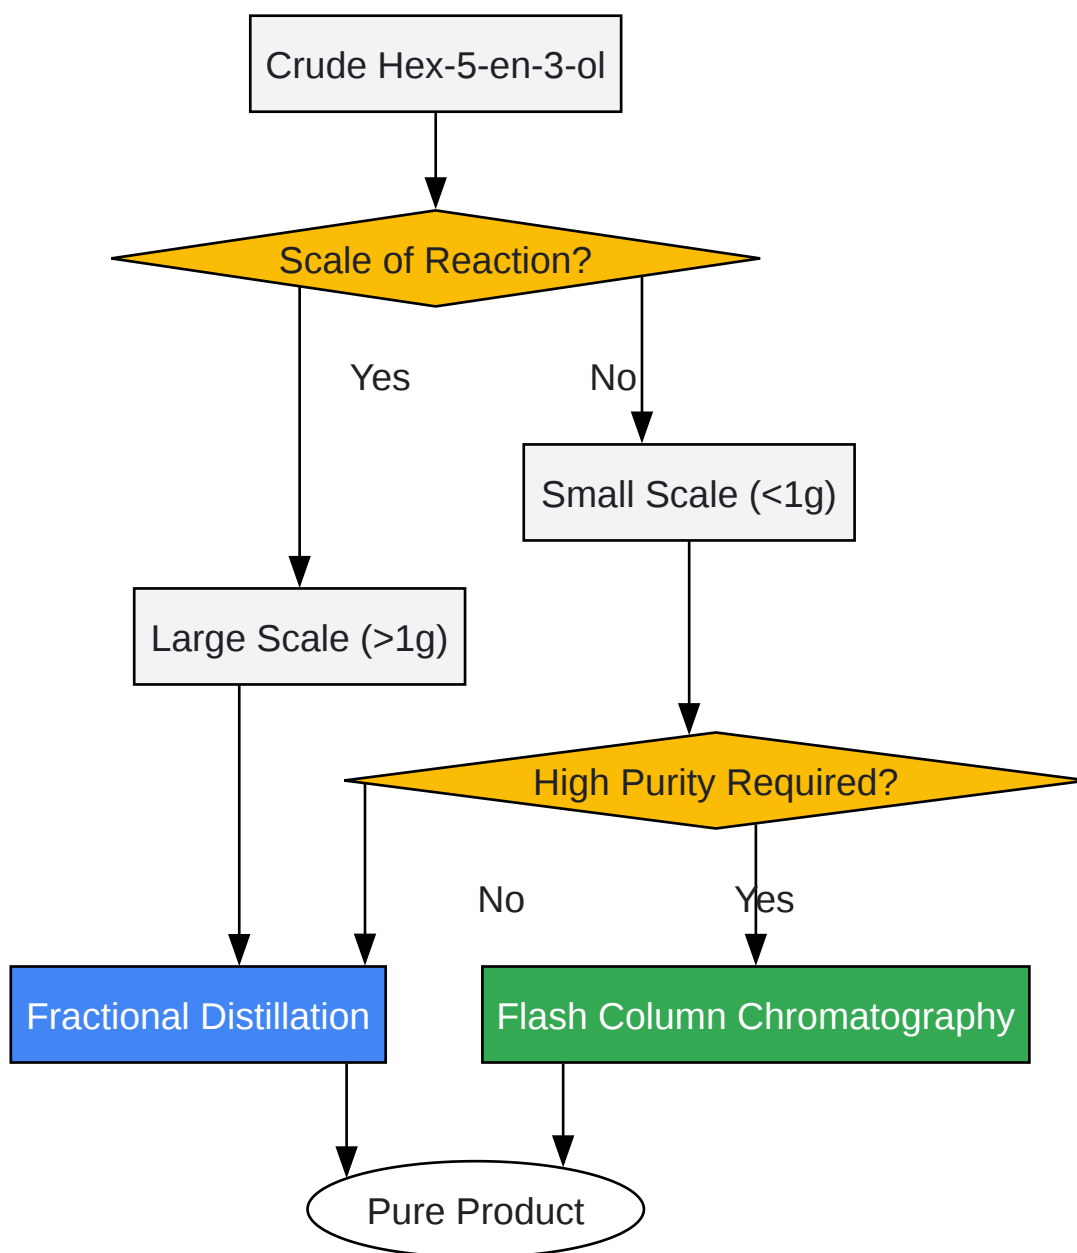 Crude Hex-5-en-3-ol
Scale of Reaction?
Yes
No
Small Scale (<1g)
Large Scale (>1g)
High Purity Required?
No
Yes
Fractional Distillation
Flash Column Chromatography
Pure Product